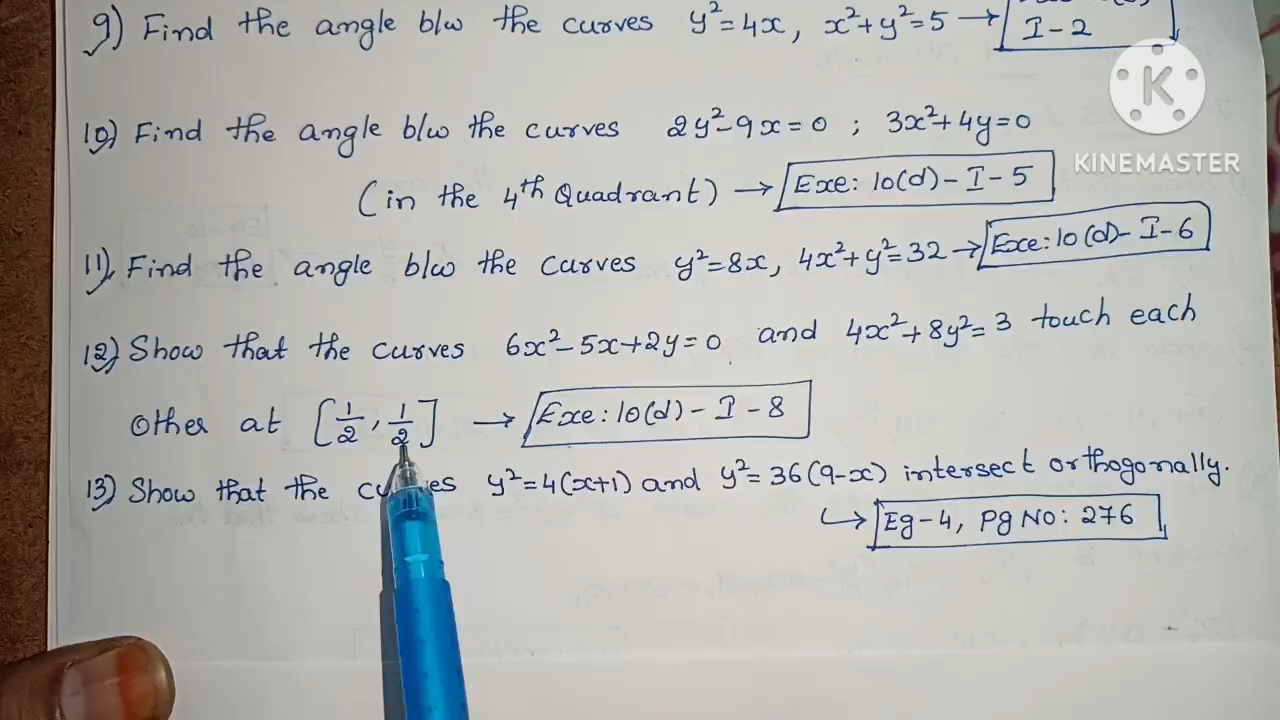 9) Find the angle b/w the curves y²=4x, x²+y²=5 → I-2
KINEMASTER
10) Find the angle b/w the curves 2y²-9x=0 ; 3x²+4y=0
(in the 4th Quadrant) → Exe: 10(d)-I-5
11) Find the angle b/w the curves y²=8x, 4x²+y²=32 → Exe:10(d)-I-6
12) Show that the curves 6x²-5x+2y=0 and 4x²+8y²=3 touch each
Other at [1/2, 1/2] → Exe:10(d)-I-8
13) Show that the curves y²=4(x+1) and y²=36(9-x) intersect orthogonally.
↳ Eg-4, Pg NO: 276